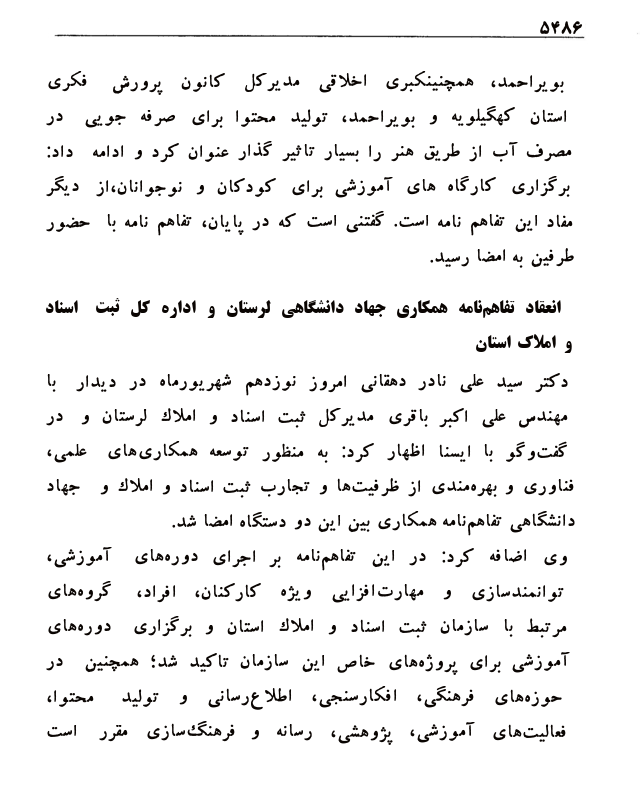 ۵۴۸۶
بویراحمد، همچنینکبری اخلاقی مدیرکل کانون پرورش فکری
استان کهگیلویه و بویراحمد، تولید محتوا برای صرفه جویی در
مصرف آب از طریق هنر را بسیار تاثیر گذار عنوان کرد و ادامه داد:
برگزاری کارگاه های آموزشی برای کودکان و نوجوانان،از دیگر
مفاد این تفاهم نامه است. گفتنی است که در پایان، تفاهم نامه با حضور
طرفین به امضا رسید.
انعقاد تفاهم‌نامه همکاری جهاد دانشگاهی لرستان و اداره کل ثبت اسناد
و املاک استان
دکتر سید علی نادر دهقانی امروز نوزدهم شهریورماه در دیدار با
مهندس علی اکبر باقری مدیرکل ثبت اسناد و املاك لرستان و در
گفت‌وگو با ایسنا اظهار کرد: به منظور توسعه همکاری‌های علمی،
فناوری و بهره‌مندی از ظرفیت‌ها و تجارب ثبت اسناد و املاك و جهاد
دانشگاهی تفاهم‌نامه همکاری بین این دو دستگاه امضا شد.
وی اضافه کرد: در این تفاهم‌نامه بر اجرای دوره‌های آموزشی،
توانمندسازی و مهارت‌افزایی ویژه کارکنان، افراد، گروه‌های
مرتبط با سازمان ثبت اسناد و املاك استان و برگزاری دوره‌های
آموزشی برای پروژه‌های خاص این سازمان تاکید شد؛ همچنین در
حوزه‌های فرهنگی، افکارسنجی، اطلاع‌رسانی و تولید محتوا،
فعالیت‌های آموزشی، پژوهشی، رسانه و فرهنگ‌سازی مقرر است